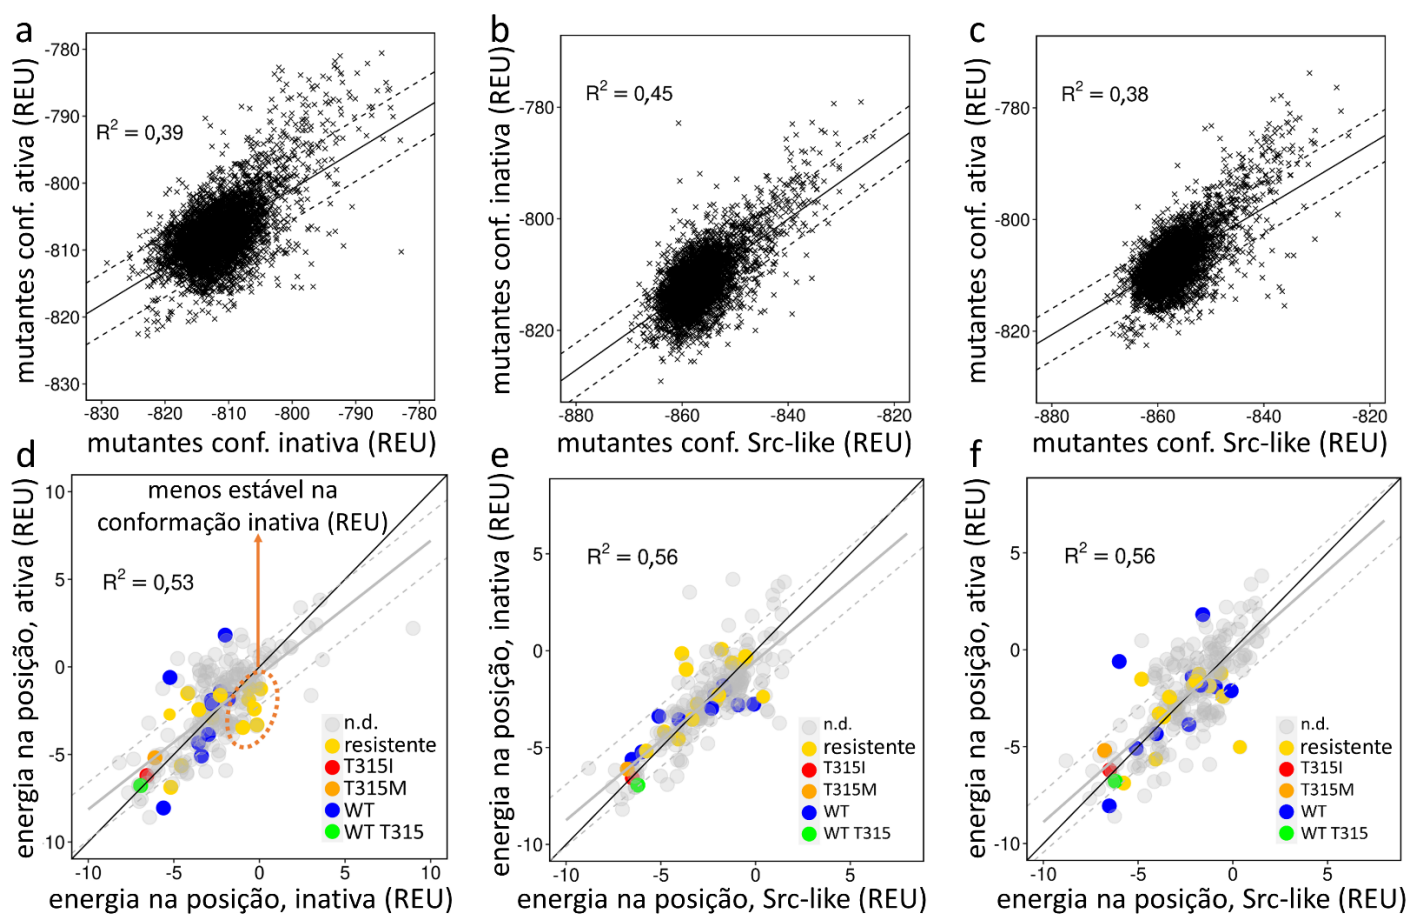 a
mutantes conf. ativa (REU)
-780
-790
-800
-810
-820
-830
R² = 0,39
-830
-820
-810
-800
-790
-780
mutantes conf. inativa (REU)
b
mutantes conf. inativa (REU)
-780
-800
-820
R² = 0,45
-880
-860
-840
-820
mutantes conf. Src-like (REU)
c
mutantes conf. ativa (REU)
-780
-800
-820
R² = 0,38
-880
-860
-840
-820
mutantes conf. Src-like (REU)
d
energia na posição, ativa (REU)
10
5
0
-5
-10
menos estável na
conformação inativa (REU)
R² = 0,53
n.d.
resistente
T315I
T315M
WT
WT T315
-10
-5
0
5
10
energia na posição, inativa (REU)
e
energia na posição, inativa (REU)
5
0
-5
-10
R² = 0,56
n.d.
resistente
T315I
T315M
WT
WT T315
-10
-5
0
5
energia na posição, Src-like (REU)
f
energia na posição, ativa (REU)
5
0
-5
-10
R² = 0,56
n.d.
resistente
T315I
T315M
WT
WT T315
-10
-5
0
5
energia na posição, Src-like (REU)